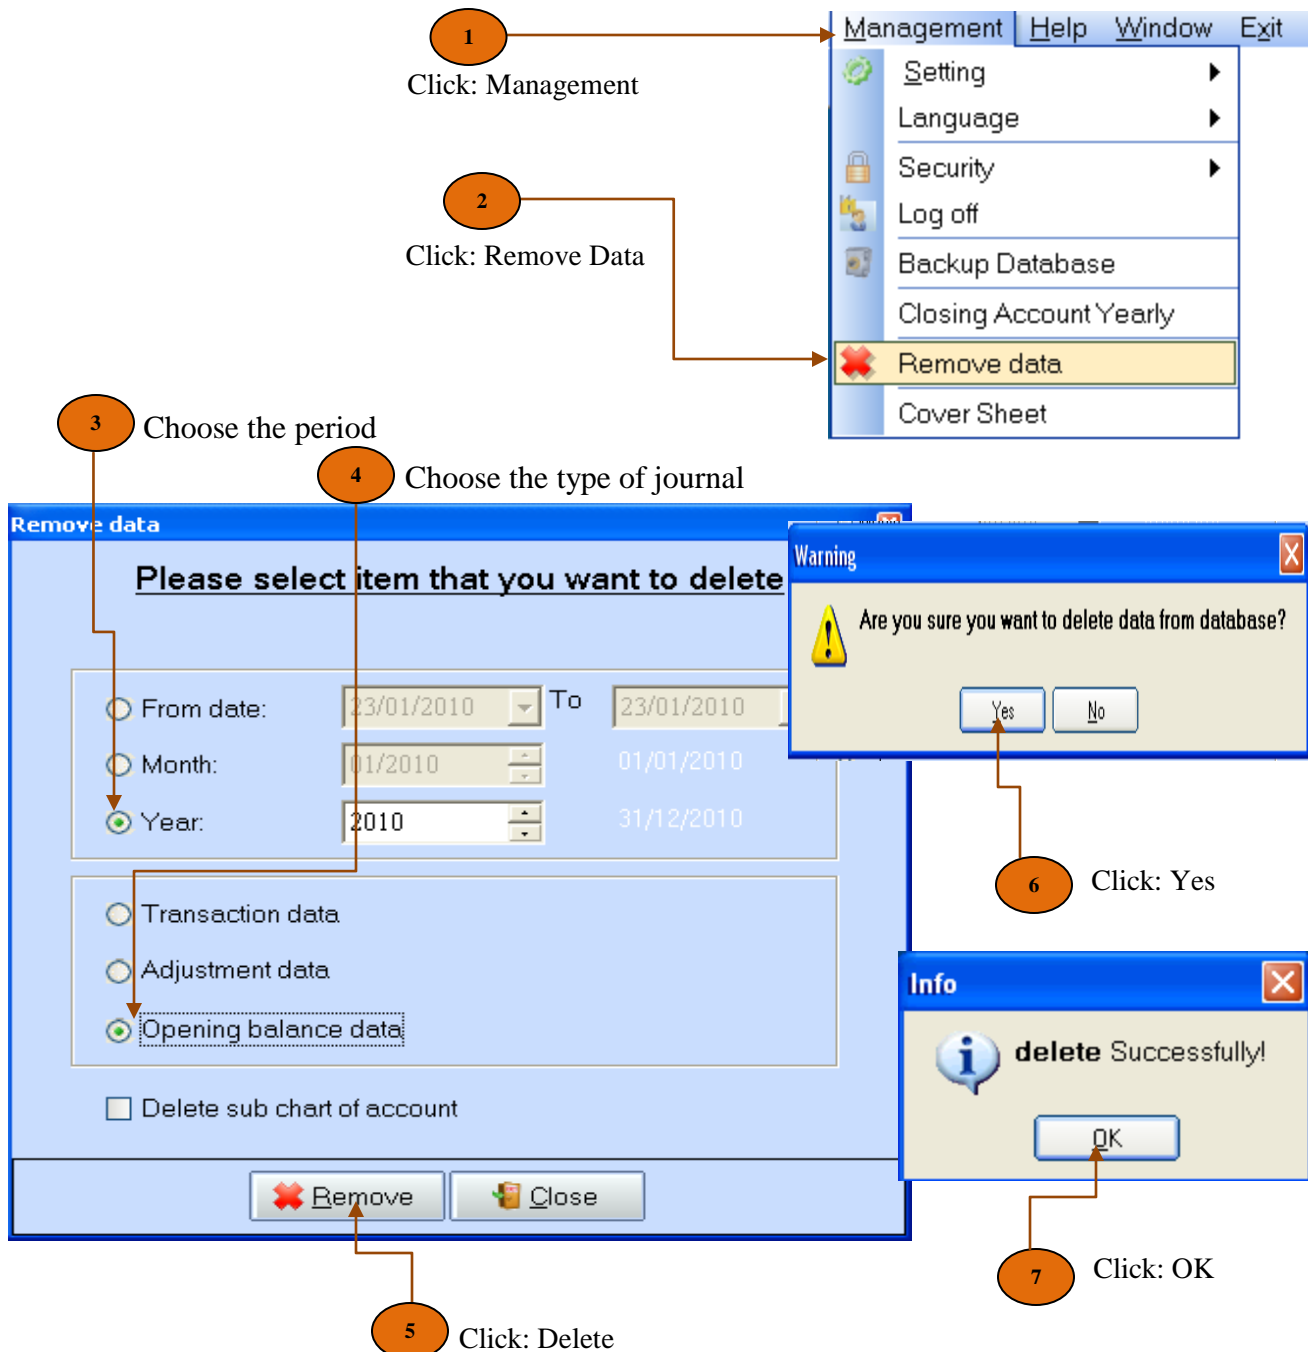 1
Click: Management
Management Help Window Exit
Setting
Language
Security
Log off
Backup Database
Closing Account Yearly
Remove data
Cover Sheet
2
Click: Remove Data
3
Choose the period
4
Choose the type of journal
Remove data
Please select item that you want to delete
From date: 23/01/2010 To 23/01/2010
Month: 01/2010 01/01/2010
Year: 2010 31/12/2010
Transaction data
Adjustment data
Opening balance data
Delete sub chart of account
Remove Close
5
Click: Delete
Warning
Are you sure you want to delete data from database?
Yes No
6
Click: Yes
Info
delete Successfully!
OK
7
Click: OK